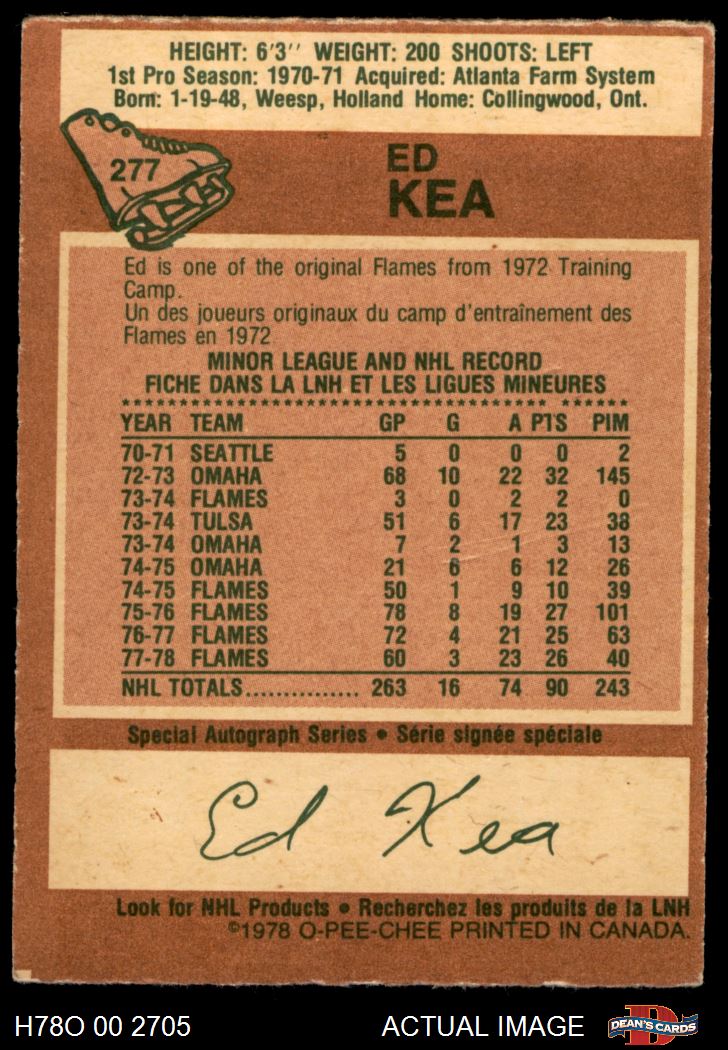 HEIGHT: 6'3'' WEIGHT: 200 SHOOTS: LEFT
1st Pro Season: 1970-71 Acquired: Atlanta Farm System
Born: 1-19-48, Weesp, Holland Home: Collingwood, Ont.
277
ED
KEA
Ed is one of the original Flames from 1972 Training
Camp.
Un des joueurs originaux du camp d'entraînement des
Flames en 1972
MINOR LEAGUE AND NHL RECORD
FICHE DANS LA LNH ET LES LIGUES MINEURES
YEAR TEAM GP G A PTS PIM
70-71 SEATTLE 5 0 0 0 2
72-73 OMAHA 68 10 22 32 145
73-74 FLAMES 3 0 2 2 0
73-74 TULSA 51 6 17 23 38
73-74 OMAHA 7 2 1 3 13
74-75 OMAHA 21 6 6 12 26
74-75 FLAMES 50 1 9 10 39
75-76 FLAMES 78 8 19 27 101
76-77 FLAMES 72 4 21 25 63
77-78 FLAMES 60 3 23 26 40
NHL TOTALS............... 263 16 74 90 243
Special Autograph Series • Série signée spéciale
Ed Kea
Look for NHL Products • Recherchez les produits de la LNH
©1978 O-PEE-CHEE PRINTED IN CANADA.
H78O 00 2705 ACTUAL IMAGE D DEAN'S CARDS